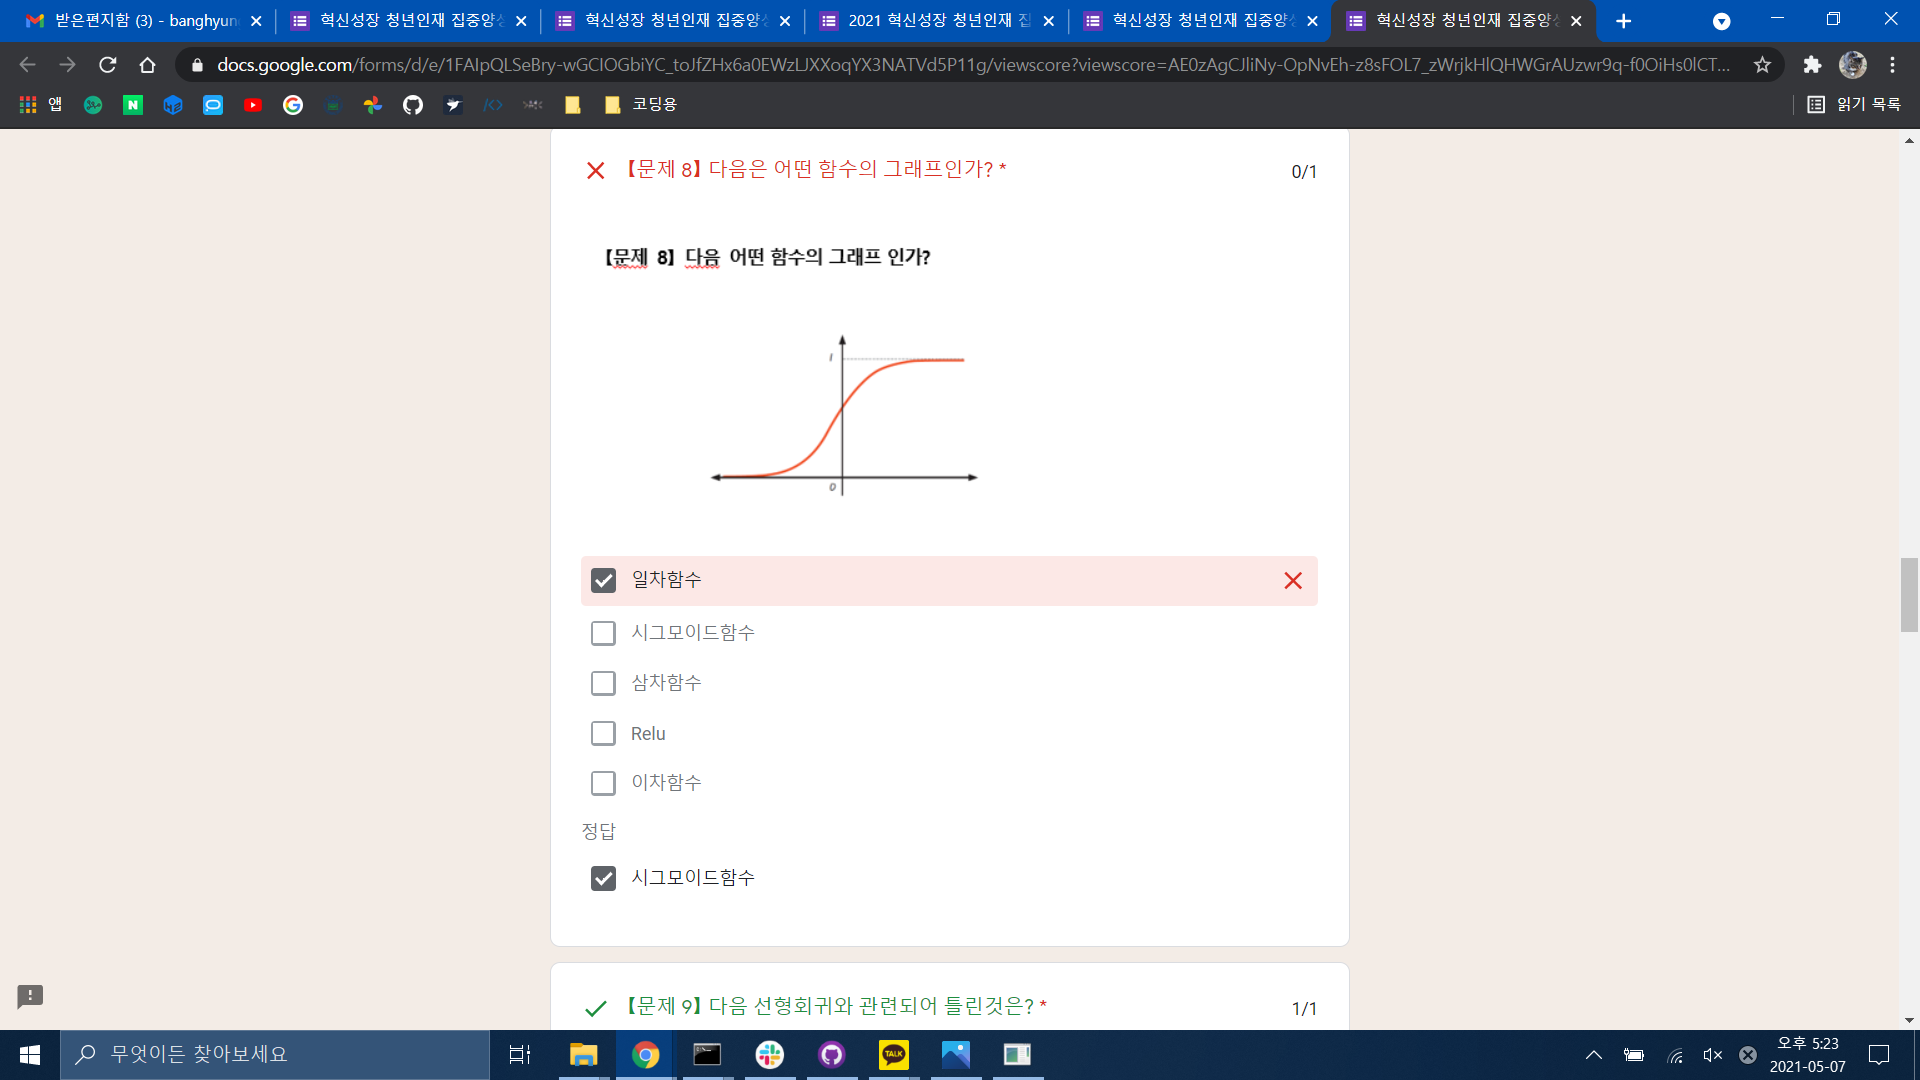 받은편지함 (3) - banghyun
혁신성장 청년인재 집중양성
혁신성장 청년인재 집중양성
2021 혁신성장 청년인재 집
혁신성장 청년인재 집중양성
혁신성장 청년인재 집중양성
docs.google.com/forms/d/e/1FAIpQLSeBry-wGClOGbiYC_toJfZHx6a0EWzLJXXoqYX3NATVd5P11g/viewscore?viewscore=AE0zAgCJliNy-OpNvEh-z8sFOL7_zWrjkHlQHWGrAUzwr9q-f0OiHs0lCT...
앱
코딩용
읽기 목록
【문제 8】 다음은 어떤 함수의 그래프인가? *
0/1
【문제 8】 다음 어떤 함수의 그래프 인가?
1
0
일차함수
시그모이드함수
삼차함수
Relu
이차함수
정답
시그모이드함수
【문제 9】 다음 선형회귀와 관련되어 틀린것은? *
1/1
무엇이든 찾아보세요
TALK
오후 5:23
2021-05-07